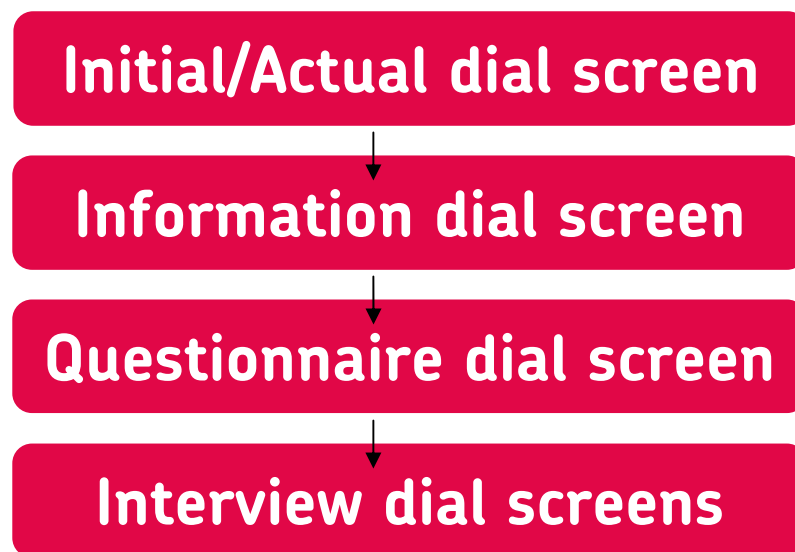 Initial/Actual dial screen
Information dial screen
Questionnaire dial screen
Interview dial screens